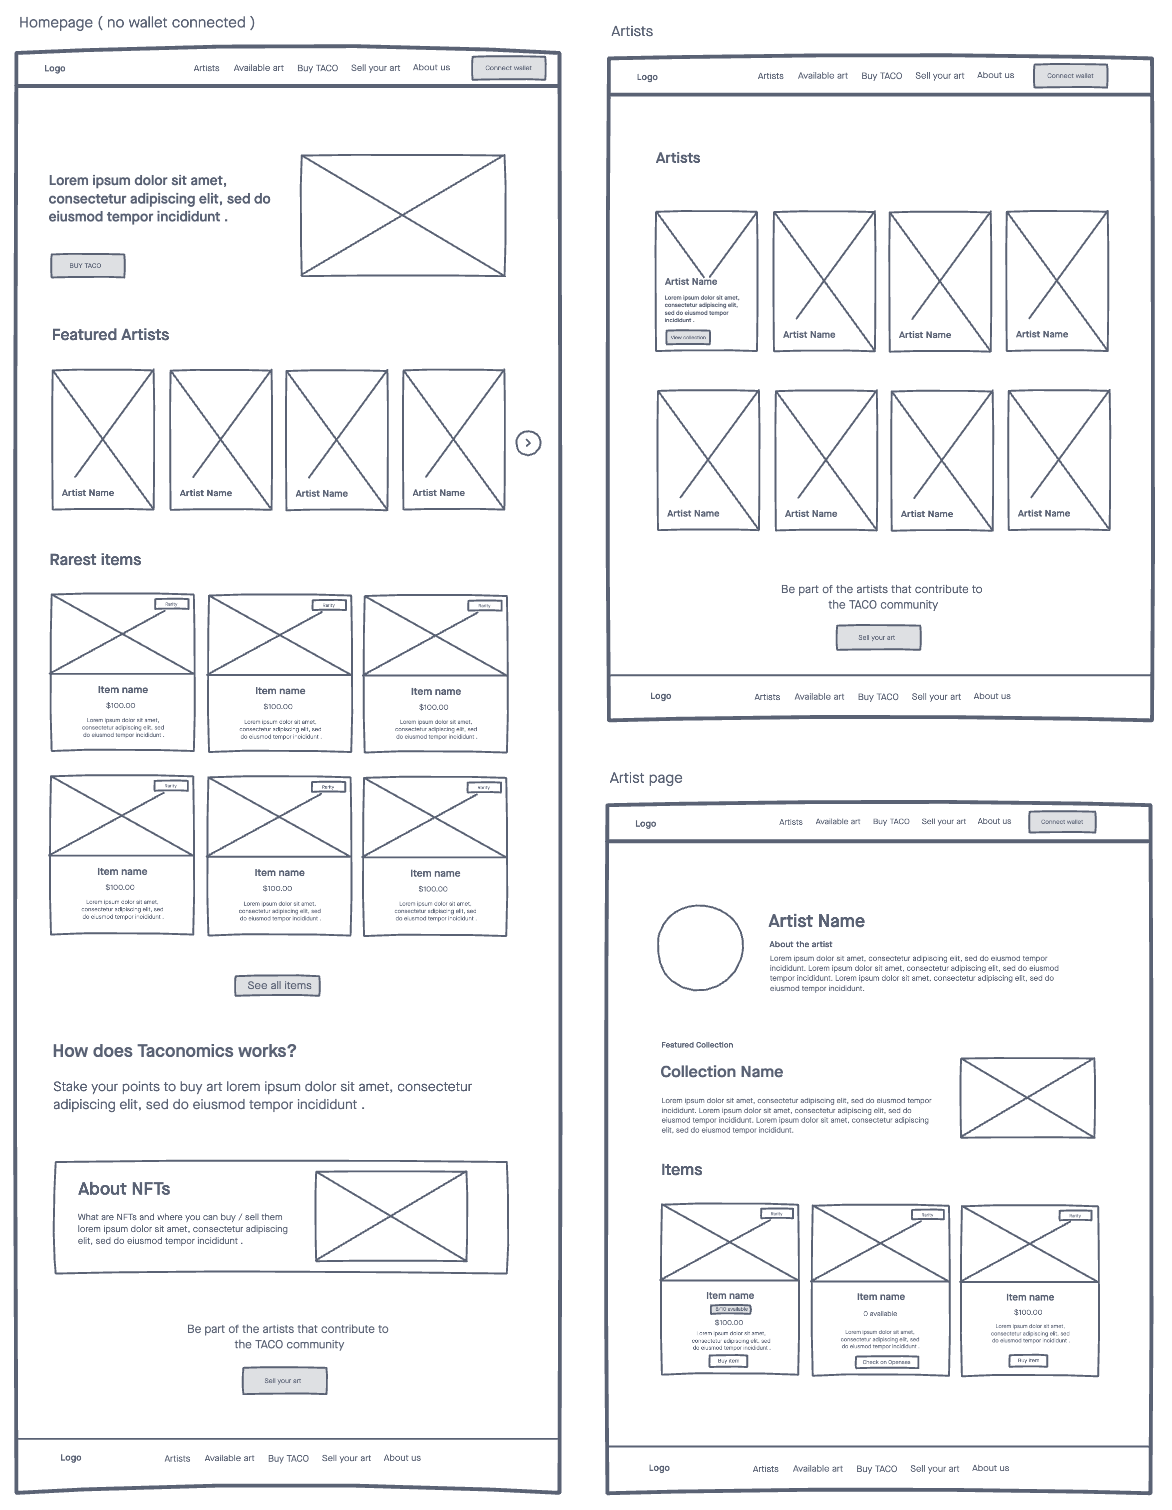 Homepage ( no wallet connected )
Logo
Artists Available art Buy TACO Sell your art About us
Connect wallet
Lorem ipsum dolor sit amet,
consectetur adipiscing elit, sed do
eiusmod tempor incididunt .
BUY TACO
Featured Artists
Artist Name Artist Name Artist Name Artist Name
Rarest items
Rarity Rarity Rarity
Item name Item name Item name
$100.00 $100.00 $100.00
Lorem ipsum dolor sit amet, Lorem ipsum dolor sit amet, Lorem ipsum dolor sit amet,
consectetur adipiscing elit, sed consectetur adipiscing elit, sed consectetur adipiscing elit, sed
do eiusmod tempor incididunt . do eiusmod tempor incididunt . do eiusmod tempor incididunt .
Rarity Rarity Rarity
Item name Item name Item name
$100.00 $100.00 $100.00
Lorem ipsum dolor sit amet, Lorem ipsum dolor sit amet, Lorem ipsum dolor sit amet,
consectetur adipiscing elit, sed consectetur adipiscing elit, sed consectetur adipiscing elit, sed
do eiusmod tempor incididunt . do eiusmod tempor incididunt . do eiusmod tempor incididunt .
See all items
How does Taconomics works?
Stake your points to buy art lorem ipsum dolor sit amet, consectetur
adipiscing elit, sed do eiusmod tempor incididunt .
About NFTs
What are NFTs and where you can buy / sell them
lorem ipsum dolor sit amet, consectetur adipiscing
elit, sed do eiusmod tempor incididunt .
Be part of the artists that contribute to
the TACO community
Sell your art
Logo
Artists Available art Buy TACO Sell your art About us
Artists
Logo
Artists Available art Buy TACO Sell your art About us
Connect wallet
Artists
Artist Name
Lorem ipsum dolor sit amet,
consectetur adipiscing elit,
sed do eiusmod tempor
incididunt .
View collection
Artist Name Artist Name Artist Name
Artist Name Artist Name Artist Name Artist Name
Be part of the artists that contribute to
the TACO community
Sell your art
Logo
Artists Available art Buy TACO Sell your art About us
Artist page
Logo
Artists Available art Buy TACO Sell your art About us
Connect wallet
Artist Name
About the artist
Lorem ipsum dolor sit amet, consectetur adipiscing elit, sed do eiusmod tempor
incididunt. Lorem ipsum dolor sit amet, consectetur adipiscing elit, sed do eiusmod
tempor incididunt. Lorem ipsum dolor sit amet, consectetur adipiscing elit, sed do
eiusmod tempor incididunt.
Featured Collection
Collection Name
Lorem ipsum dolor sit amet, consectetur adipiscing elit, sed do eiusmod tempor
incididunt. Lorem ipsum dolor sit amet, consectetur adipiscing elit, sed do
eiusmod tempor incididunt. Lorem ipsum dolor sit amet, consectetur adipiscing
elit, sed do eiusmod tempor incididunt.
Items
Rarity
Item name
available
$100.00
Lorem ipsum dolor sit amet,
consectetur adipiscing elit, sed
do eiusmod tempor incididunt .
Buy item
Rarity
Item name
0 available
Lorem ipsum dolor sit amet,
consectetur adipiscing elit, sed
do eiusmod tempor incididunt .
Check on Opensea
Rarity
Item name
$100.00
Lorem ipsum dolor sit amet,
consectetur adipiscing elit, sed
do eiusmod tempor incididunt .
Buy item
Logo
Artists Available art Buy TACO Sell your art About us